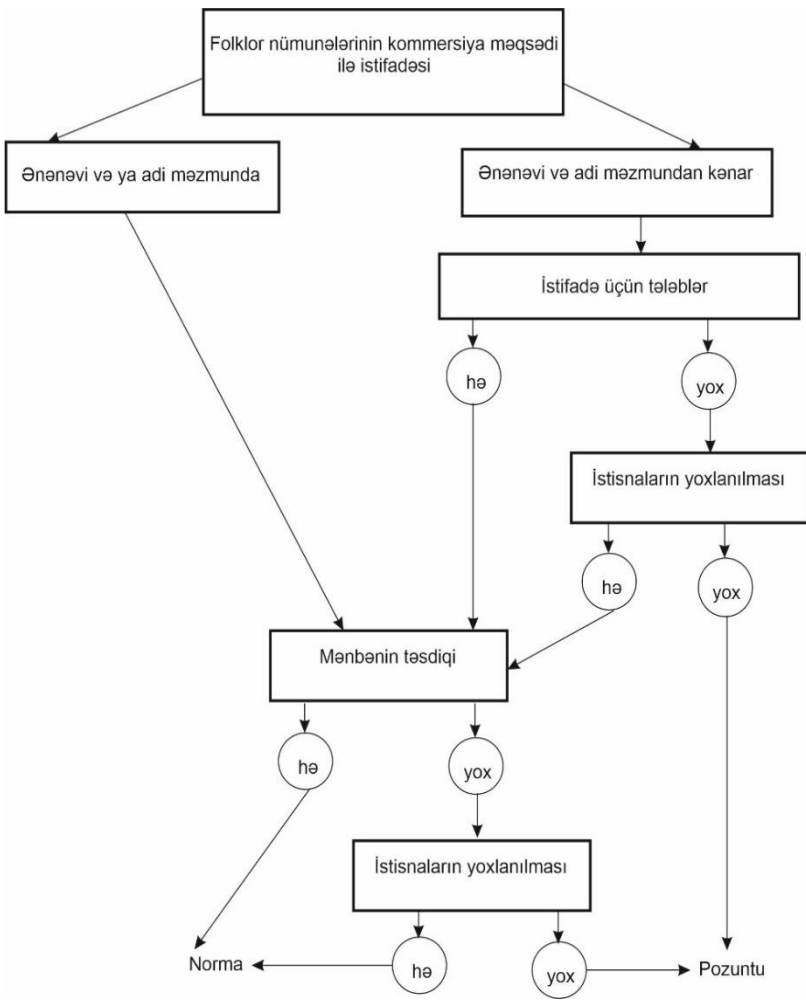 Folklor nümunələrinin kommersiya məqsədi
ilə istifadəsi
Ənənəvi və ya adi məzmunda
Ənənəvi və adi məzmundan kənar
İstifadə üçün tələblər
hə
yox
İstisnaların yoxlanılması
hə
yox
Mənbənin təsdiqi
hə
yox
İstisnaların yoxlanılması
Norma
hə
yox
Pozuntu